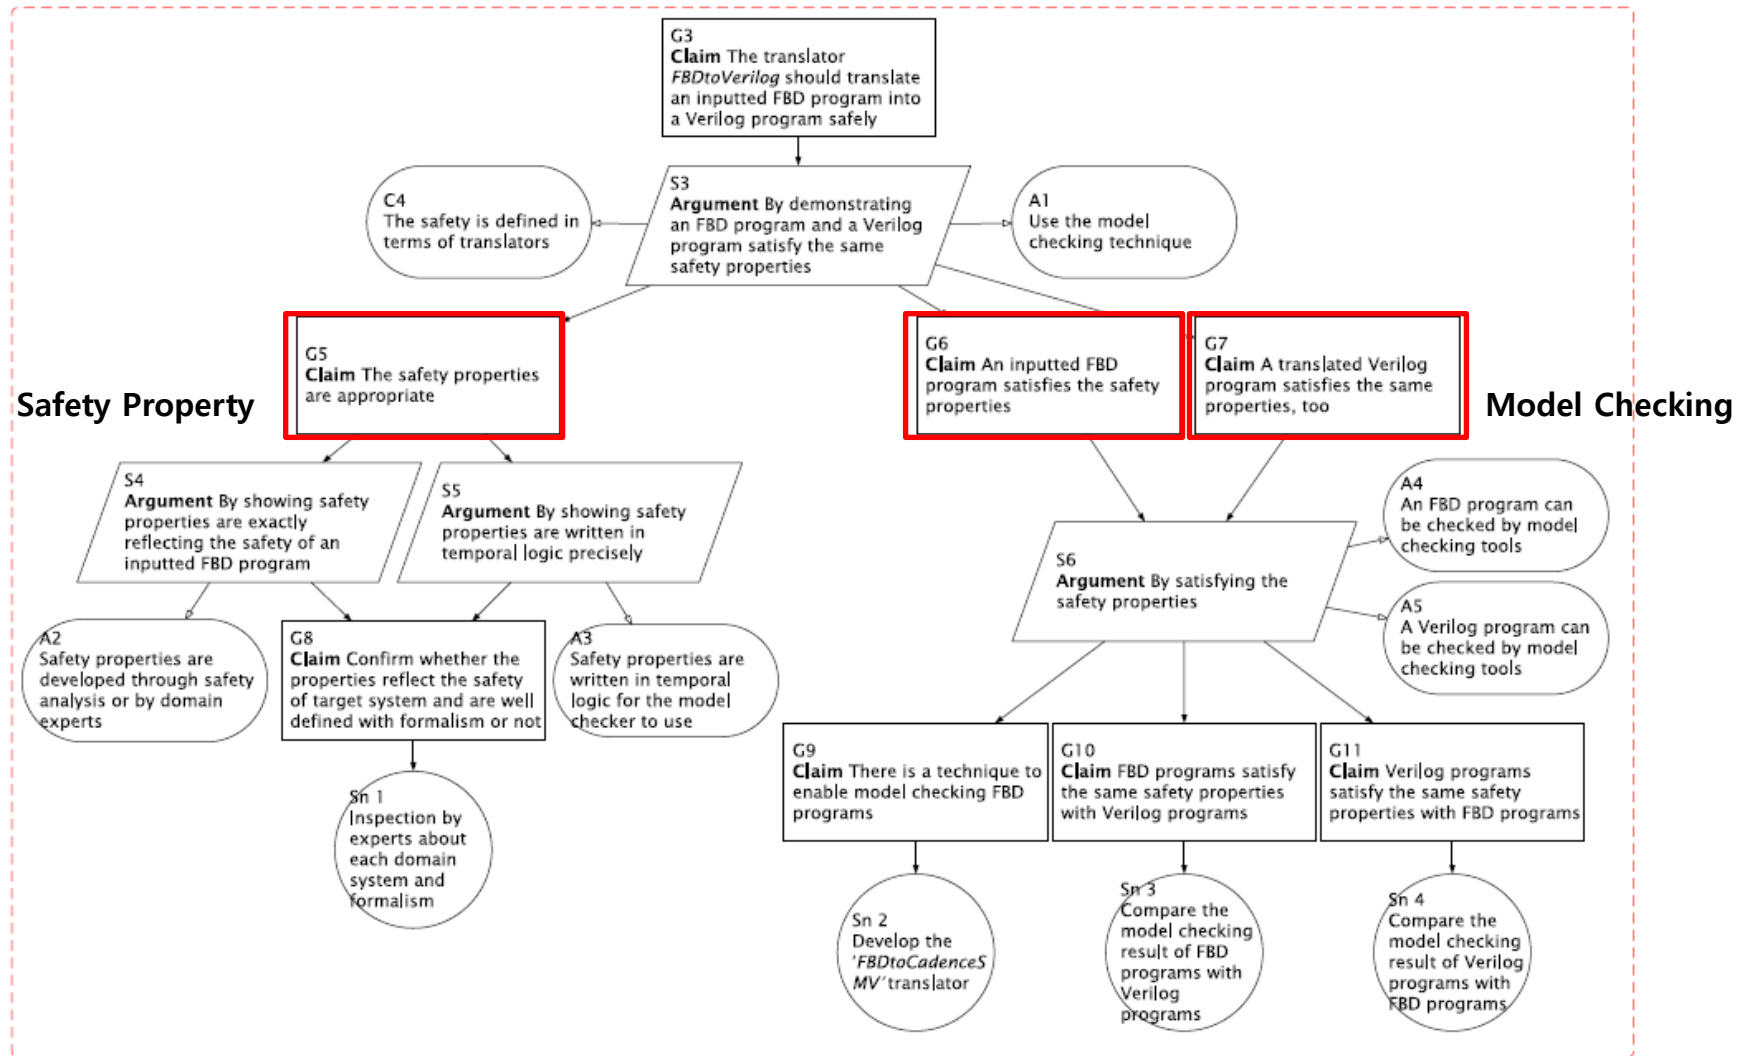 G3
Claim The translator
FBDtoVerilog should translate
an inputted FBD program into
a Verilog program safely
C4
The safety is defined in
terms of translators
S3
Argument By demonstrating
an FBD program and a Verilog
program satisfy the same
safety properties
A1
Use the model
checking technique
Safety Property
G5
Claim The safety properties
are appropriate
G6
Claim An inputted FBD
program satisfies the safety
properties
G7
Claim A translated Verilog
program satisfies the same
properties, too
Model Checking
S4
Argument By showing safety
properties are exactly
reflecting the safety of an
inputted FBD program
S5
Argument By showing safety
properties are written in
temporal logic precisely
A4
An FBD program can
be checked by model
checking tools
S6
Argument By satisfying the
safety properties
A5
A Verilog program can
be checked by model
checking tools
A2
Safety properties are
developed through safety
analysis or by domain
experts
G8
Claim Confirm whether the
properties reflect the safety
of target system and are well
defined with formalism or not
A3
Safety properties are
written in temporal
logic for the model
checker to use
G9
Claim There is a technique to
enable model checking FBD
programs
G10
Claim FBD programs satisfy
the same safety properties
with Verilog programs
G11
Claim Verilog programs
satisfy the same safety
properties with FBD programs
Sn 1
Inspection by
experts about
each domain
system and
formalism
Sn 2
Develop the
'FBDtoCadenceS
MV' translator
Sn 3
Compare the
model checking
result of FBD
programs with
Verilog
programs
Sn 4
Compare the
model checking
result of Verilog
programs with
FBD programs